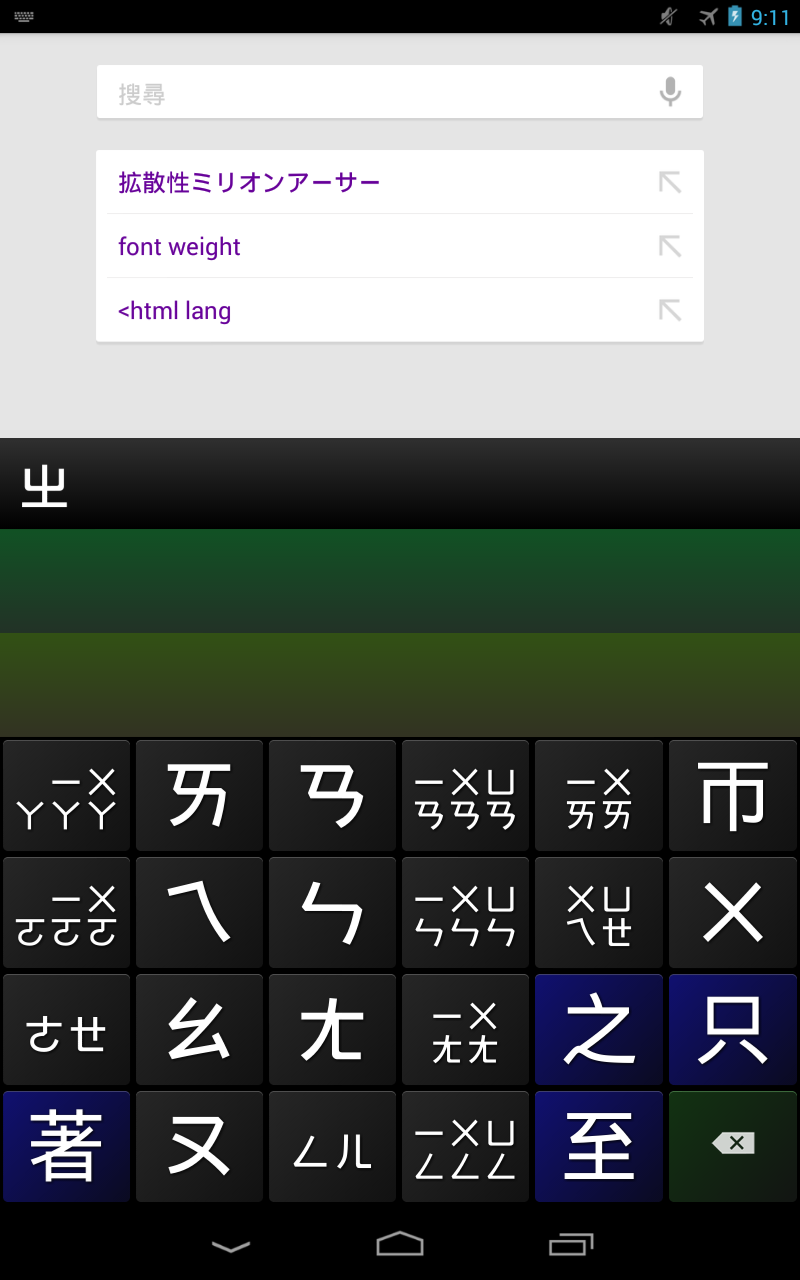 9:11
搜尋
拡散性ミリオンアーサー
font weight
<html lang
ㄓ
ㄧㄨ
ㄚㄚㄚ
ㄞ
ㄢ
ㄧㄨㄩ
ㄢㄢㄢ
ㄧㄨ
ㄞㄞ
帀
ㄧㄨ
ㄛㄛㄛ
ㄟ
ㄣ
ㄧㄨㄩ
ㄣㄣㄣ
ㄨㄩ
ㄟㄝ
ㄨ
ㄜㄝ
ㄠ
ㄤ
ㄧㄨ
ㄤㄤ
之
只
著
ㄡ
ㄥㄦ
ㄧㄨㄩ
ㄥㄥㄥ
至